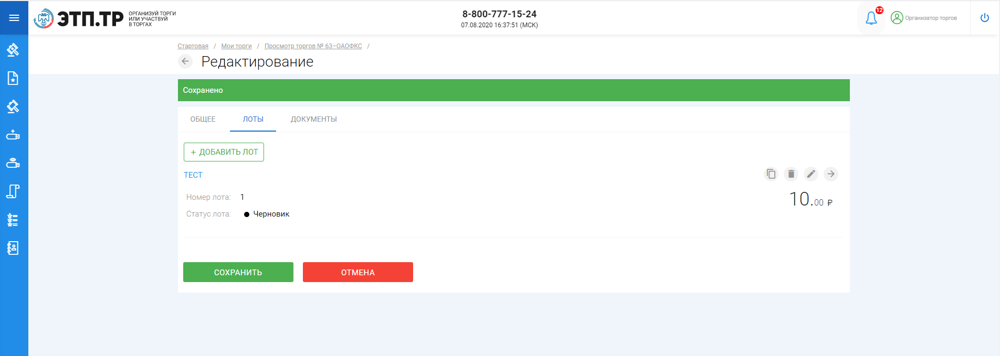 ЭТП.ТР
ОРГАНИЗУЙ ТОРГИ
ИЛИ УЧАСТВУЙ
В ТОРГАХ
8-800-777-15-24
07.08.2020 16:37:51 (МСК)
12
Организатор торгов
Стартовая / Мои торги / Просмотр торгов № 63–ОАОФКС /
Редактирование
Сохранено
ОБЩЕЕ ЛОТЫ ДОКУМЕНТЫ
+ ДОБАВИТЬ ЛОТ
ТЕСТ
Номер лота: 1
10.00 ₽
Статус лота: ● Черновик
СОХРАНИТЬ ОТМЕНА